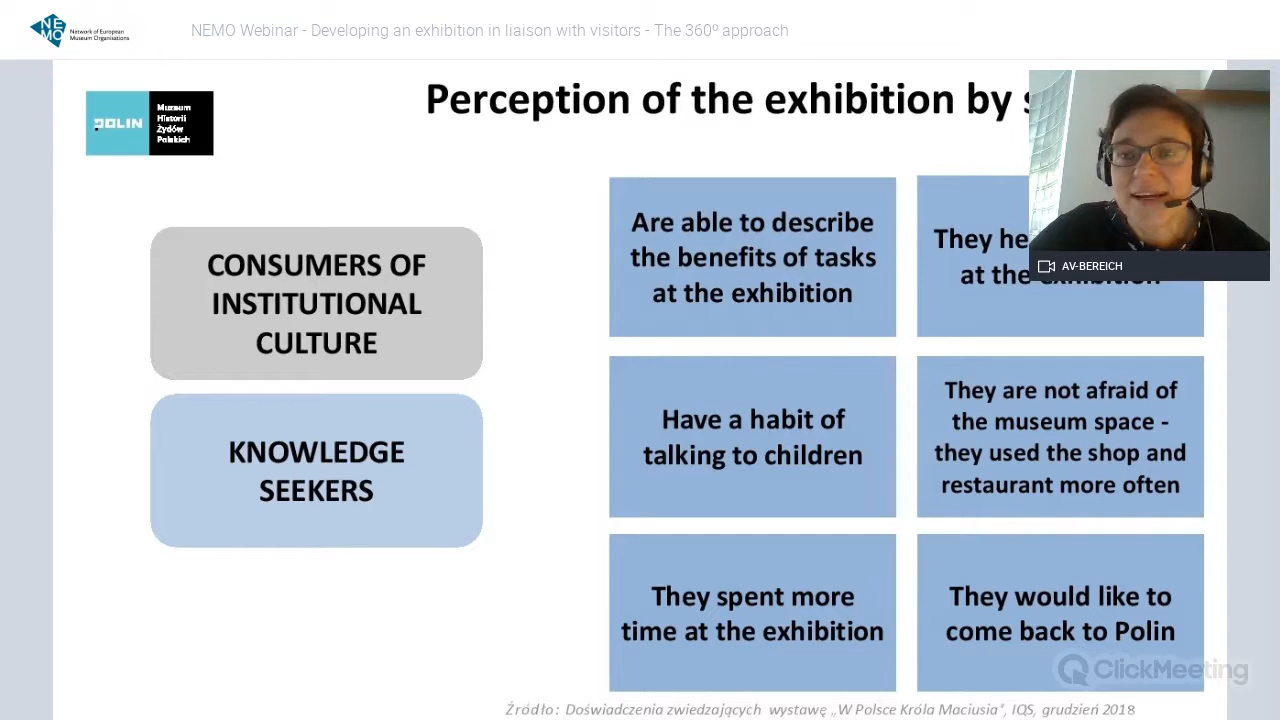 NEMO
Network of European
Museum Organisations
NEMO Webinar - Developing an exhibition in liaison with visitors - The 360º approach
POLIN
Muzeum
Historii
Żydów
Polskich
Perception of the exhibition by
AV-BEREICH
CONSUMERS OF
INSTITUTIONAL
CULTURE
KNOWLEDGE
SEEKERS
Are able to describe
the benefits of tasks
at the exhibition
They
at the exhibition
Have a habit of
talking to children
They are not afraid of
the museum space -
they used the shop and
restaurant more often
They spent more
time at the exhibition
They would like to
come back to Polin
ClickMeeting
Źródło: Doświadczenia zwiedzających wystawę „W Polsce Króla Maciusia”, IQS, grudzień 2018